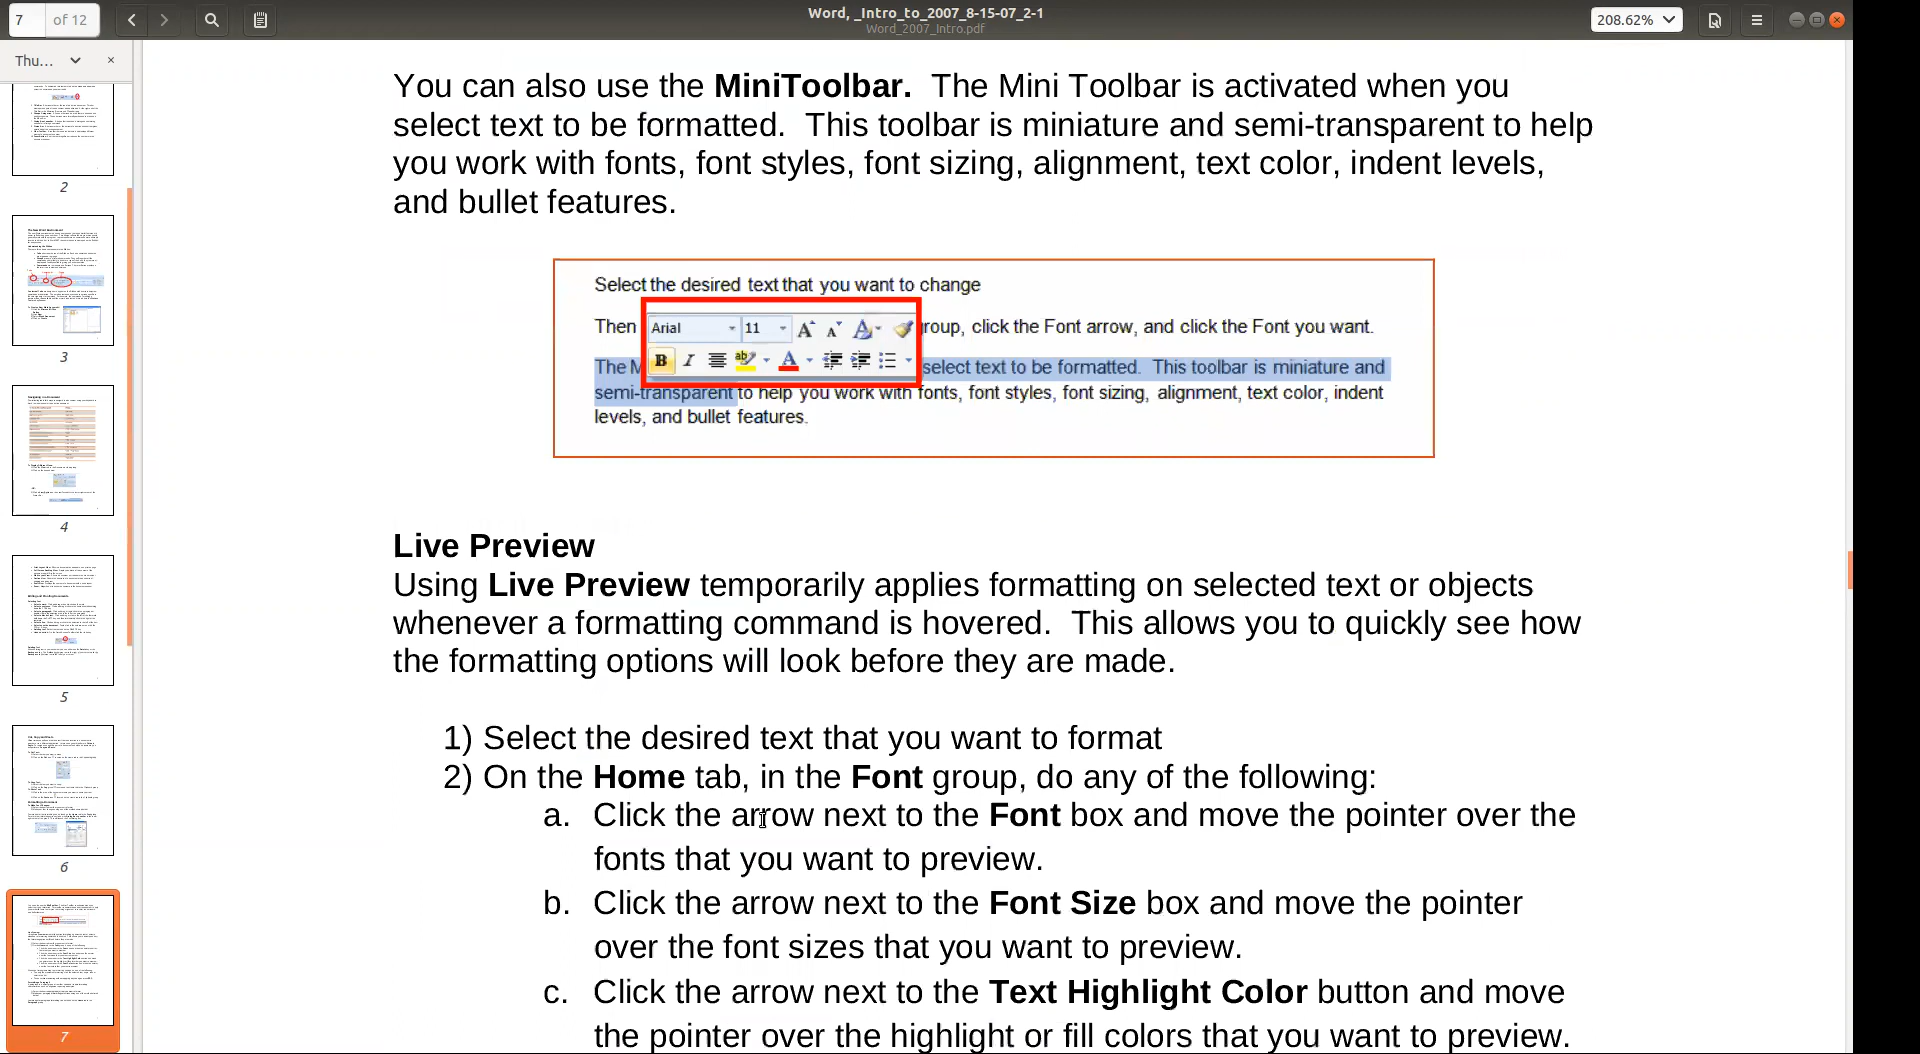 7 of 12
Word, _Intro_to_2007_8-15-07_2-1
Word_2007_Intro.pdf
208.62%
Thu...
2
3
4
5
6
7
You can also use the MiniToolbar. The Mini Toolbar is activated when you
select text to be formatted. This toolbar is miniature and semi-transparent to help
you work with fonts, font styles, font sizing, alignment, text color, indent levels,
and bullet features.
Select the desired text that you want to change
Then Arial 11 roup, click the Font arrow, and click the Font you want.
B I ab A
The M select text to be formatted. This toolbar is miniature and
semi-transparent to help you work with fonts, font styles, font sizing, alignment, text color, indent
levels, and bullet features.
Live Preview
Using Live Preview temporarily applies formatting on selected text or objects
whenever a formatting command is hovered. This allows you to quickly see how
the formatting options will look before they are made.
1) Select the desired text that you want to format
2) On the Home tab, in the Font group, do any of the following:
a. Click the arrow next to the Font box and move the pointer over the
fonts that you want to preview.
b. Click the arrow next to the Font Size box and move the pointer
over the font sizes that you want to preview.
c. Click the arrow next to the Text Highlight Color button and move
the pointer over the highlight or fill colors that you want to preview.